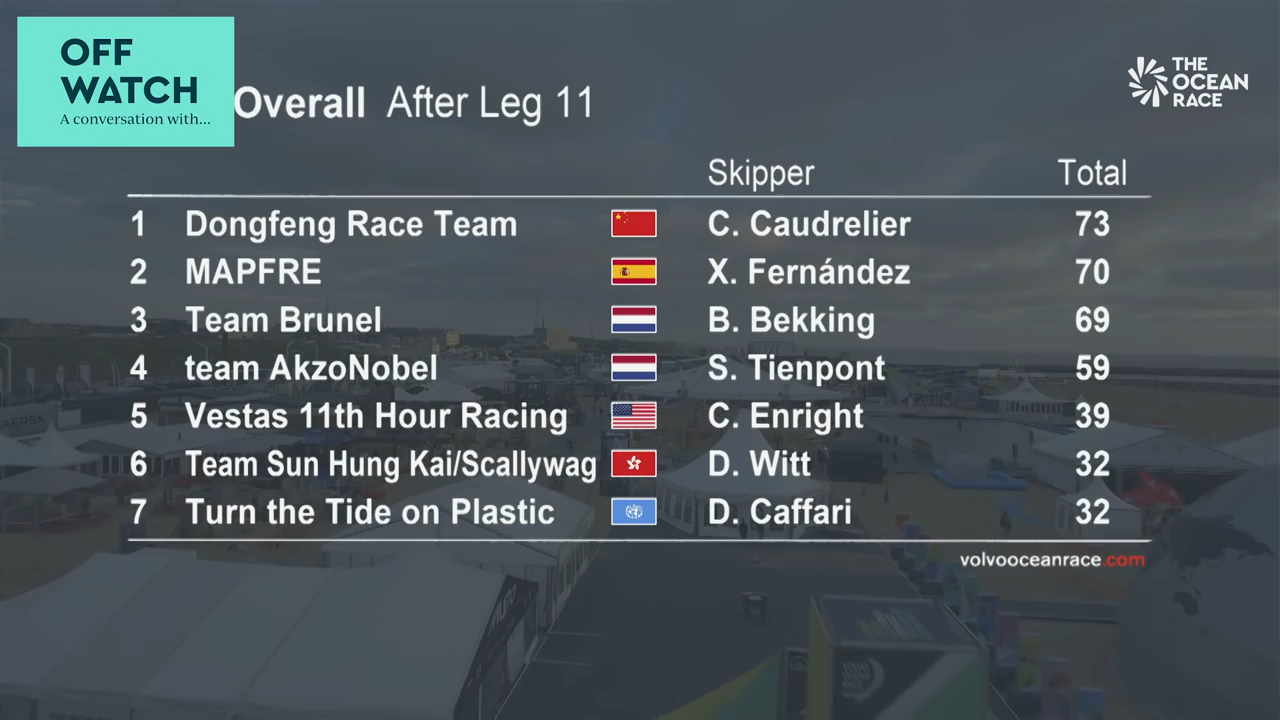 OFF
WATCH
A conversation with...
Overall After Leg 11
THE
OCEAN
RACE
Skipper Total
1 Dongfeng Race Team C. Caudrelier 73
2 MAPFRE X. Fernández 70
3 Team Brunel B. Bekking 69
4 team AkzoNobel S. Tienpont 59
5 Vestas 11th Hour Racing C. Enright 39
6 Team Sun Hung Kai/Scallywag D. Witt 32
7 Turn the Tide on Plastic D. Caffari 32
volvooceanrace.com